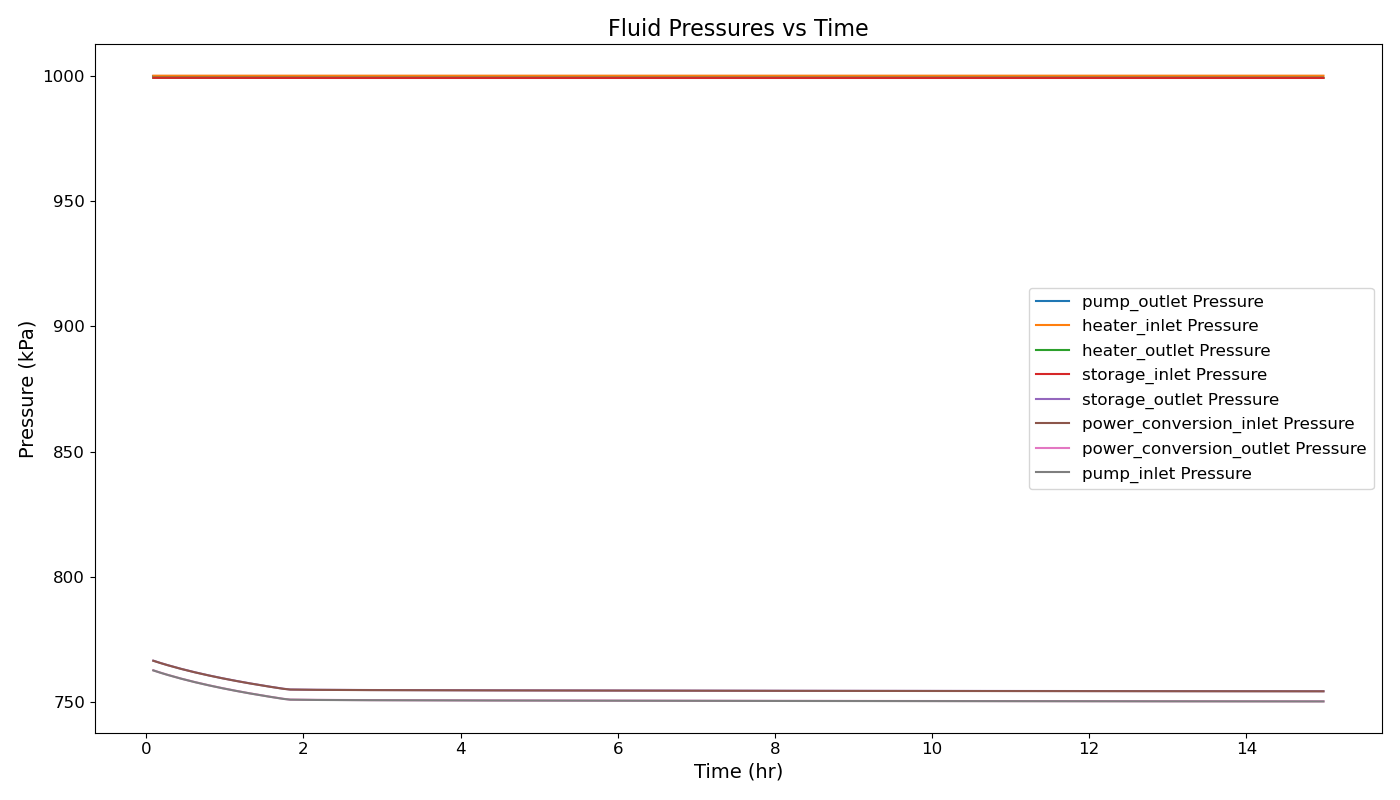 Fluid Pressures vs Time
1000
950
900
850
800
750
Pressure (kPa)
pump_outlet Pressure
heater_inlet Pressure
heater_outlet Pressure
storage_inlet Pressure
storage_outlet Pressure
power_conversion_inlet Pressure
power_conversion_outlet Pressure
pump_inlet Pressure
0 2 4 6 8 10 12 14
Time (hr)